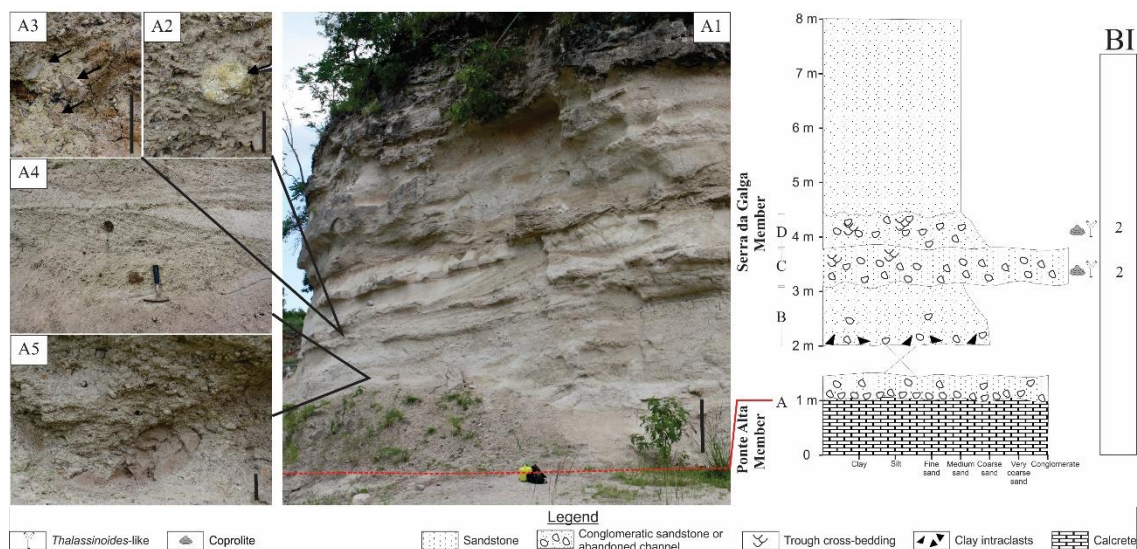 A3
A2
A1
A4
A5
Serra da Galga
Member
Ponte Alta
Member
D
C
B
A
8 m
7 m
6 m
5 m
4 m
3 m
2 m
1 m
0
Clay
Silt
Fine
sand
Medium
sand
Coarse
sand
Very
coarse
sand
Conglomerate
BI
2
2
Legend
Thalassinoides-like
Coprolite
Sandstone
Conglomeratic sandstone or
abandoned channel
Trough cross-bedding
Clay intraclasts
Calcrete